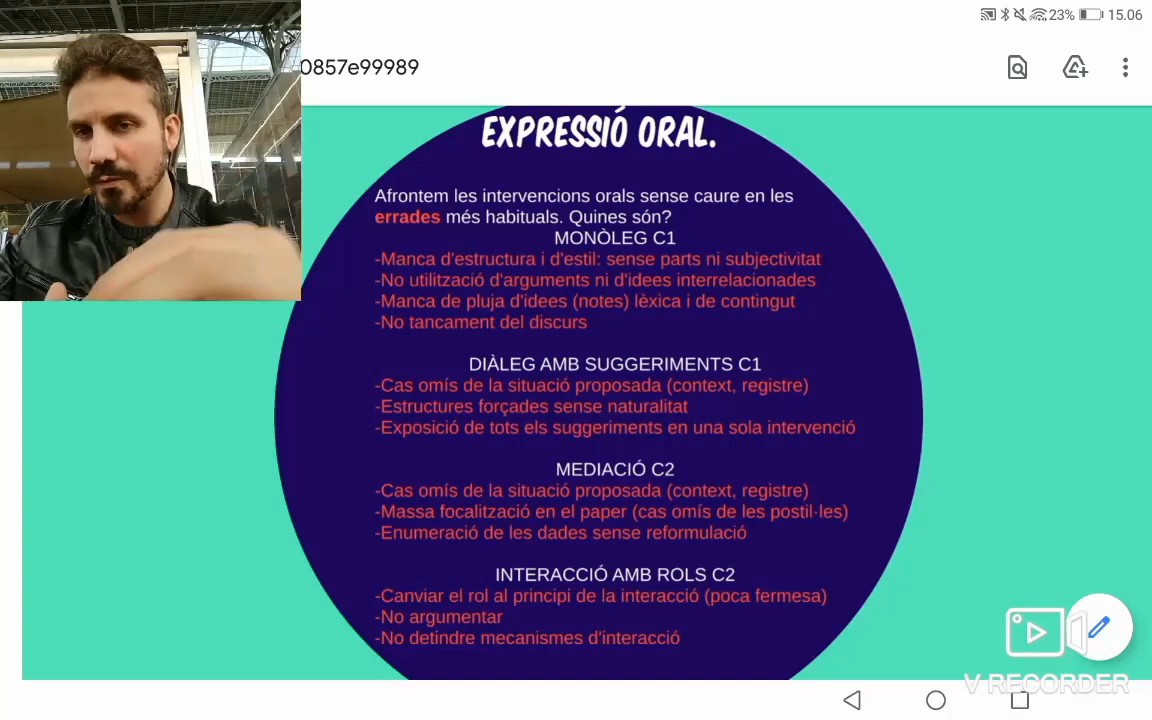 23% 15.06
0857e99989
EXPRESSIÓ ORAL.
Afrontem les intervencions orals sense caure en les
errades més habituals. Quines són?
MONÒLEG C1
-Manca d'estructura i d'estil: sense parts ni subjectivitat
-No utilització d'arguments ni d'idees interrelacionades
-Manca de pluja d'idees (notes) lèxica i de contingut
-No tancament del discurs
DIÀLEG AMB SUGGERIMENTS C1
-Cas omís de la situació proposada (context, registre)
-Estructures forçades sense naturalitat
-Exposició de tots els suggeriments en una sola intervenció
MEDIACIÓ C2
-Cas omís de la situació proposada (context, registre)
-Massa focalització en el paper (cas omís de les postil·les)
-Enumeració de les dades sense reformulació
INTERACCIÓ AMB ROLS C2
-Canviar el rol al principi de la interacció (poca fermesa)
-No argumentar
-No detindre mecanismes d'interacció
V RECORDER